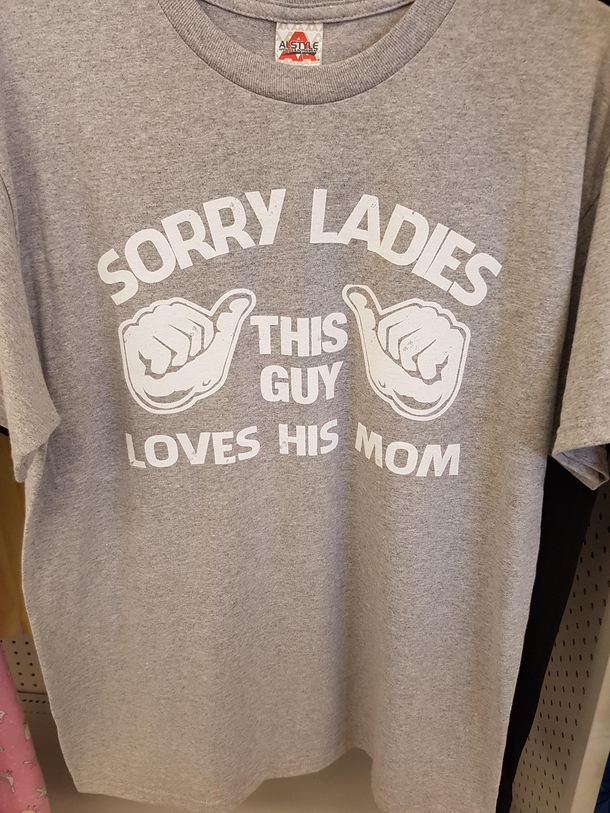 ALSTYLE
SORRY LADIES
THIS
GUY
LOVES HIS MOM